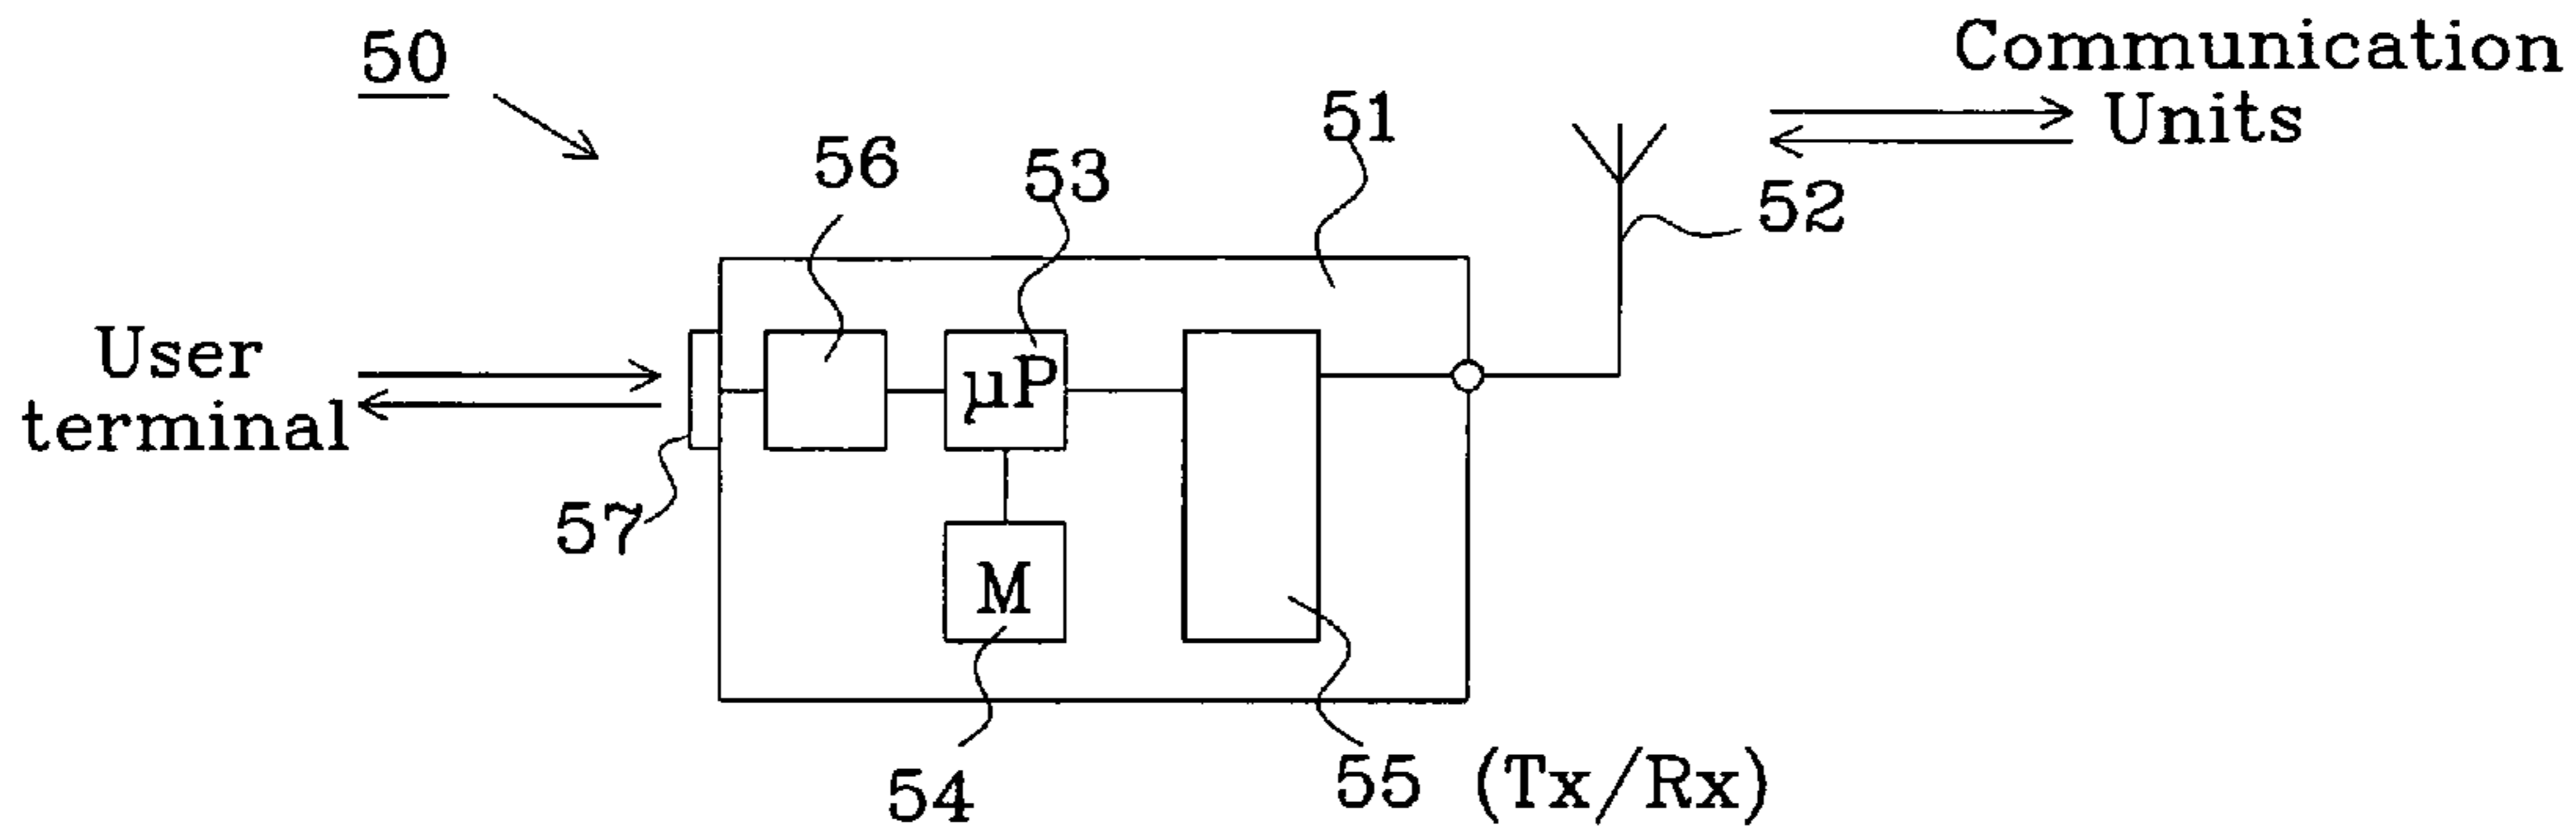 50
Communication
Units
51
56
53
52
User
terminal
µP
57
M
54
55 (Tx/Rx)